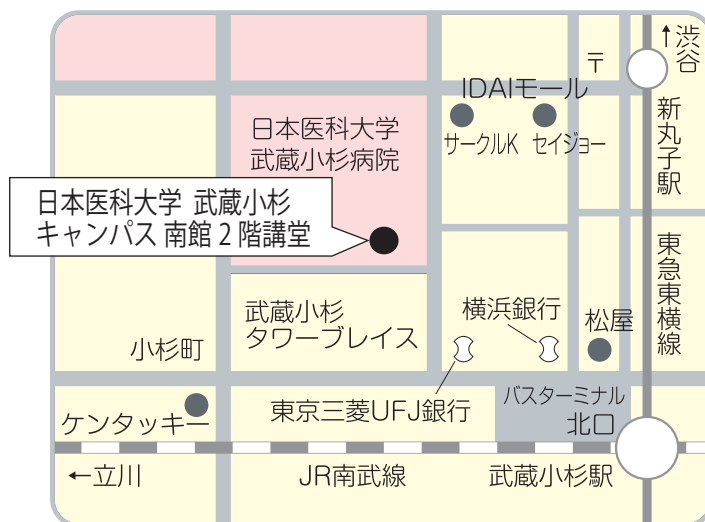 ↑渋谷
〒
IDAIモール
サークルK
セイジョー
新丸子駅
日本医科大学
武蔵小杉病院
日本医科大学 武蔵小杉
キャンパス 南館2階講堂
東急東横線
武蔵小杉
タワープレイス
横浜銀行
松屋
小杉町
ケンタッキー
東京三菱UFJ銀行
バスターミナル
北口
←立川
JR南武線
武蔵小杉駅